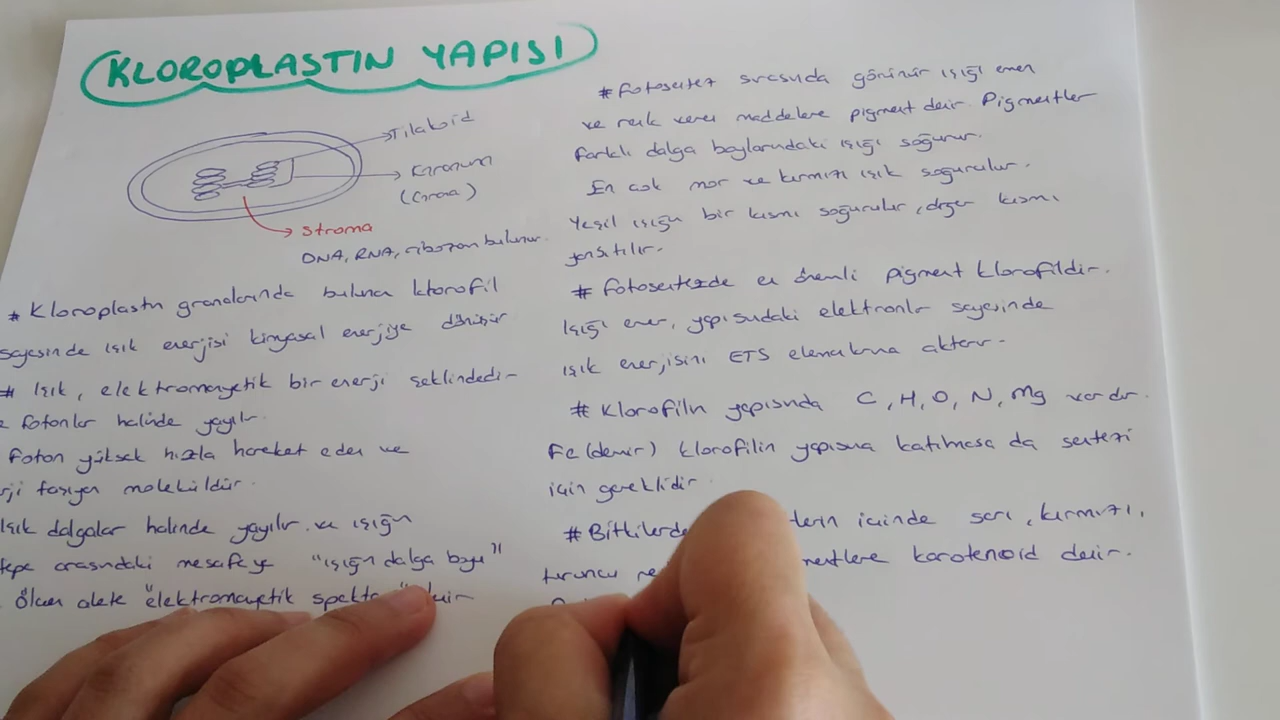 KLOROPLASTIN YAPISI
Tilakoid
Granum
(Grana)
Stroma
DNA, RNA, ribozom bulunur.
# Kloroplastın granalarında bulunan klorofil
sayesinde ışık enerjisi kimyasal enerjiye dönüşür
# Işık, elektromanyetik bir enerji şeklindedir
fotonlar halinde yayılır.
foton yüksek hızla hareket eden ve
taşıyan moleküldür.
Işık dalgalar halinde yayılır ve ışığın
tepe arasındaki mesafeye "ışığın dalga boyu"
ölçen alete "elektromanyetik
# Fotosentez sırasında görünür ışığı emen
ve renk veren maddelere pigment denir. Pigmentler
farklı dalga boylarındaki ışığı soğurur.
En çok mor ve kırmızı ışık soğurulur.
Yeşil ışığın bir kısmı soğurulur, diğer kısmı
yansıtılır.
# Fotosentezde en önemli pigment klorofildir.
Işığı emer, yapısındaki elektronlar sayesinde
ışık enerjisini ETS elemanlarına aktarır.
# Klorofilin yapısında C, H, O, N, Mg vardır.
Fe (demir) klorofilin yapısına katılmasa da sentezi
için gereklidir.
# Bitkilerde içinde sarı, kırmızı,
turuncu karotenoid denir.